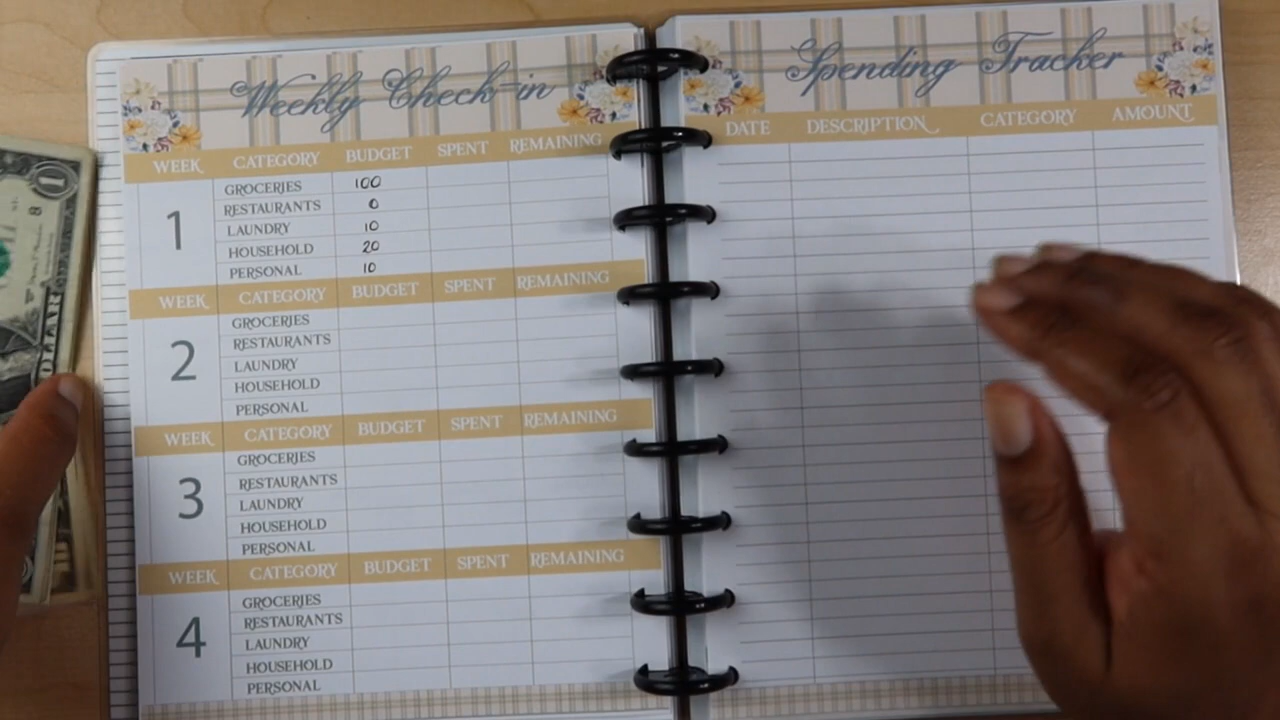 Weekly Check-in
WEEK CATEGORY BUDGET SPENT REMAINING
1
GROCERIES 100
RESTAURANTS 0
LAUNDRY 10
HOUSEHOLD 20
PERSONAL 10
WEEK CATEGORY BUDGET SPENT REMAINING
2
GROCERIES
RESTAURANTS
LAUNDRY
HOUSEHOLD
PERSONAL
WEEK CATEGORY BUDGET SPENT REMAINING
3
GROCERIES
RESTAURANTS
LAUNDRY
HOUSEHOLD
PERSONAL
WEEK CATEGORY BUDGET SPENT REMAINING
4
GROCERIES
RESTAURANTS
LAUNDRY
HOUSEHOLD
PERSONAL
Spending Tracker
DATE DESCRIPTION CATEGORY AMOUNT